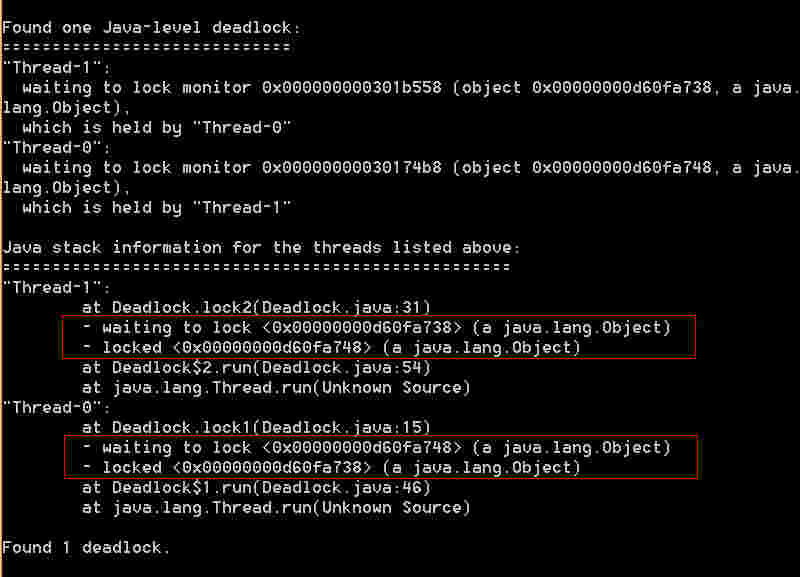 Found one Java-level deadlock:
=============================
"Thread-1":
  waiting to lock monitor 0x000000000301b558 (object 0x00000000d60fa738, a java.
lang.Object),
  which is held by "Thread-0"
"Thread-0":
  waiting to lock monitor 0x00000000030174b8 (object 0x00000000d60fa748, a java.
lang.Object),
  which is held by "Thread-1"

Java stack information for the threads listed above:
===================================================
"Thread-1":
        at Deadlock.lock2(Deadlock.java:31)
        - waiting to lock <0x00000000d60fa738> (a java.lang.Object)
        - locked <0x00000000d60fa748> (a java.lang.Object)
        at Deadlock$2.run(Deadlock.java:54)
        at java.lang.Thread.run(Unknown Source)
"Thread-0":
        at Deadlock.lock1(Deadlock.java:15)
        - waiting to lock <0x00000000d60fa748> (a java.lang.Object)
        - locked <0x00000000d60fa738> (a java.lang.Object)
        at Deadlock$1.run(Deadlock.java:46)
        at java.lang.Thread.run(Unknown Source)

Found 1 deadlock.